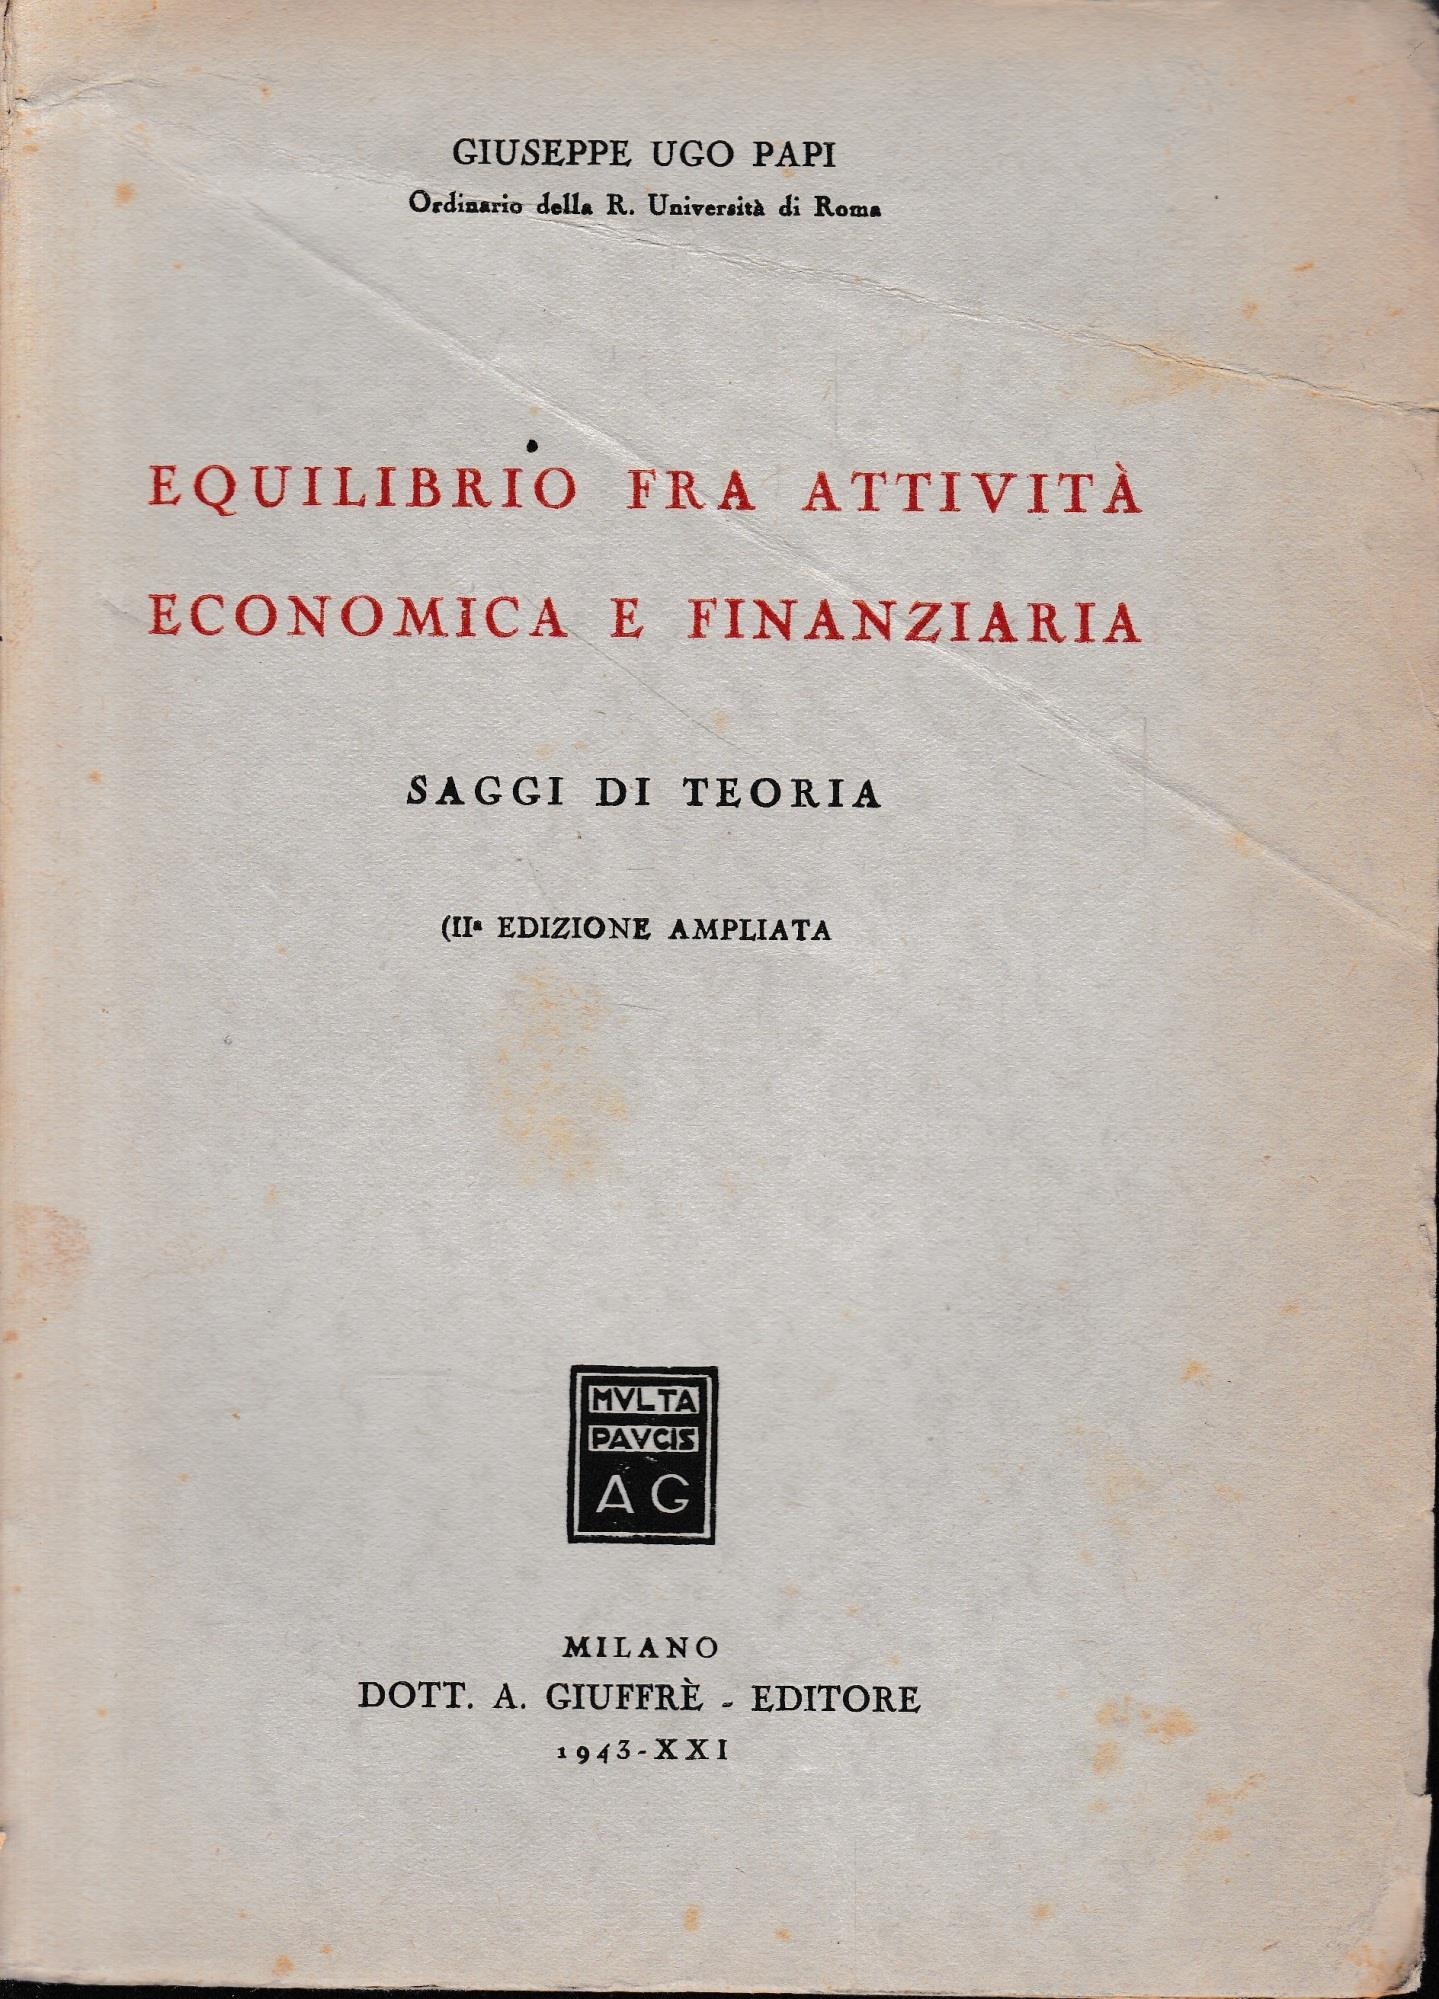 GIUSEPPE UGO PAPI
Ordinario della R. Università di Roma
EQUILIBRIO FRA ATTIVITÀ
ECONOMICA E FINANZIARIA
SAGGI DI TEORIA
(IIª EDIZIONE AMPLIATA
MVLTA
PAVCIS
AG
MILANO
DOTT. A. GIUFFRÈ - EDITORE
1943-XXI